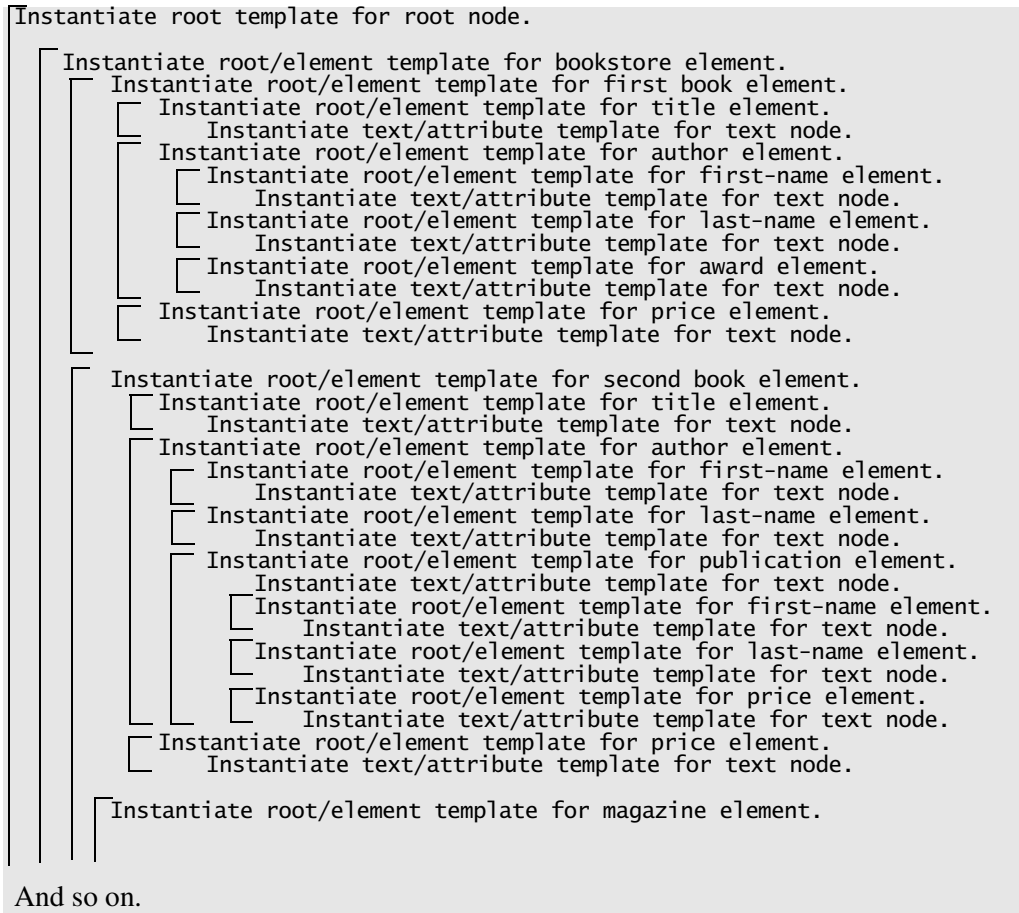 Instantiate root template for root node.
Instantiate root/element template for bookstore element.
Instantiate root/element template for first book element.
Instantiate root/element template for title element.
Instantiate text/attribute template for text node.
Instantiate root/element template for author element.
Instantiate root/element template for first-name element.
Instantiate text/attribute template for text node.
Instantiate root/element template for last-name element.
Instantiate text/attribute template for text node.
Instantiate root/element template for award element.
Instantiate text/attribute template for text node.
Instantiate root/element template for price element.
Instantiate text/attribute template for text node.
Instantiate root/element template for second book element.
Instantiate root/element template for title element.
Instantiate text/attribute template for text node.
Instantiate root/element template for author element.
Instantiate root/element template for first-name element.
Instantiate text/attribute template for text node.
Instantiate root/element template for last-name element.
Instantiate text/attribute template for text node.
Instantiate root/element template for publication element.
Instantiate text/attribute template for text node.
Instantiate root/element template for first-name element.
Instantiate text/attribute template for text node.
Instantiate root/element template for last-name element.
Instantiate text/attribute template for text node.
Instantiate root/element template for price element.
Instantiate text/attribute template for text node.
Instantiate root/element template for price element.
Instantiate text/attribute template for text node.
Instantiate root/element template for magazine element.
And so on.